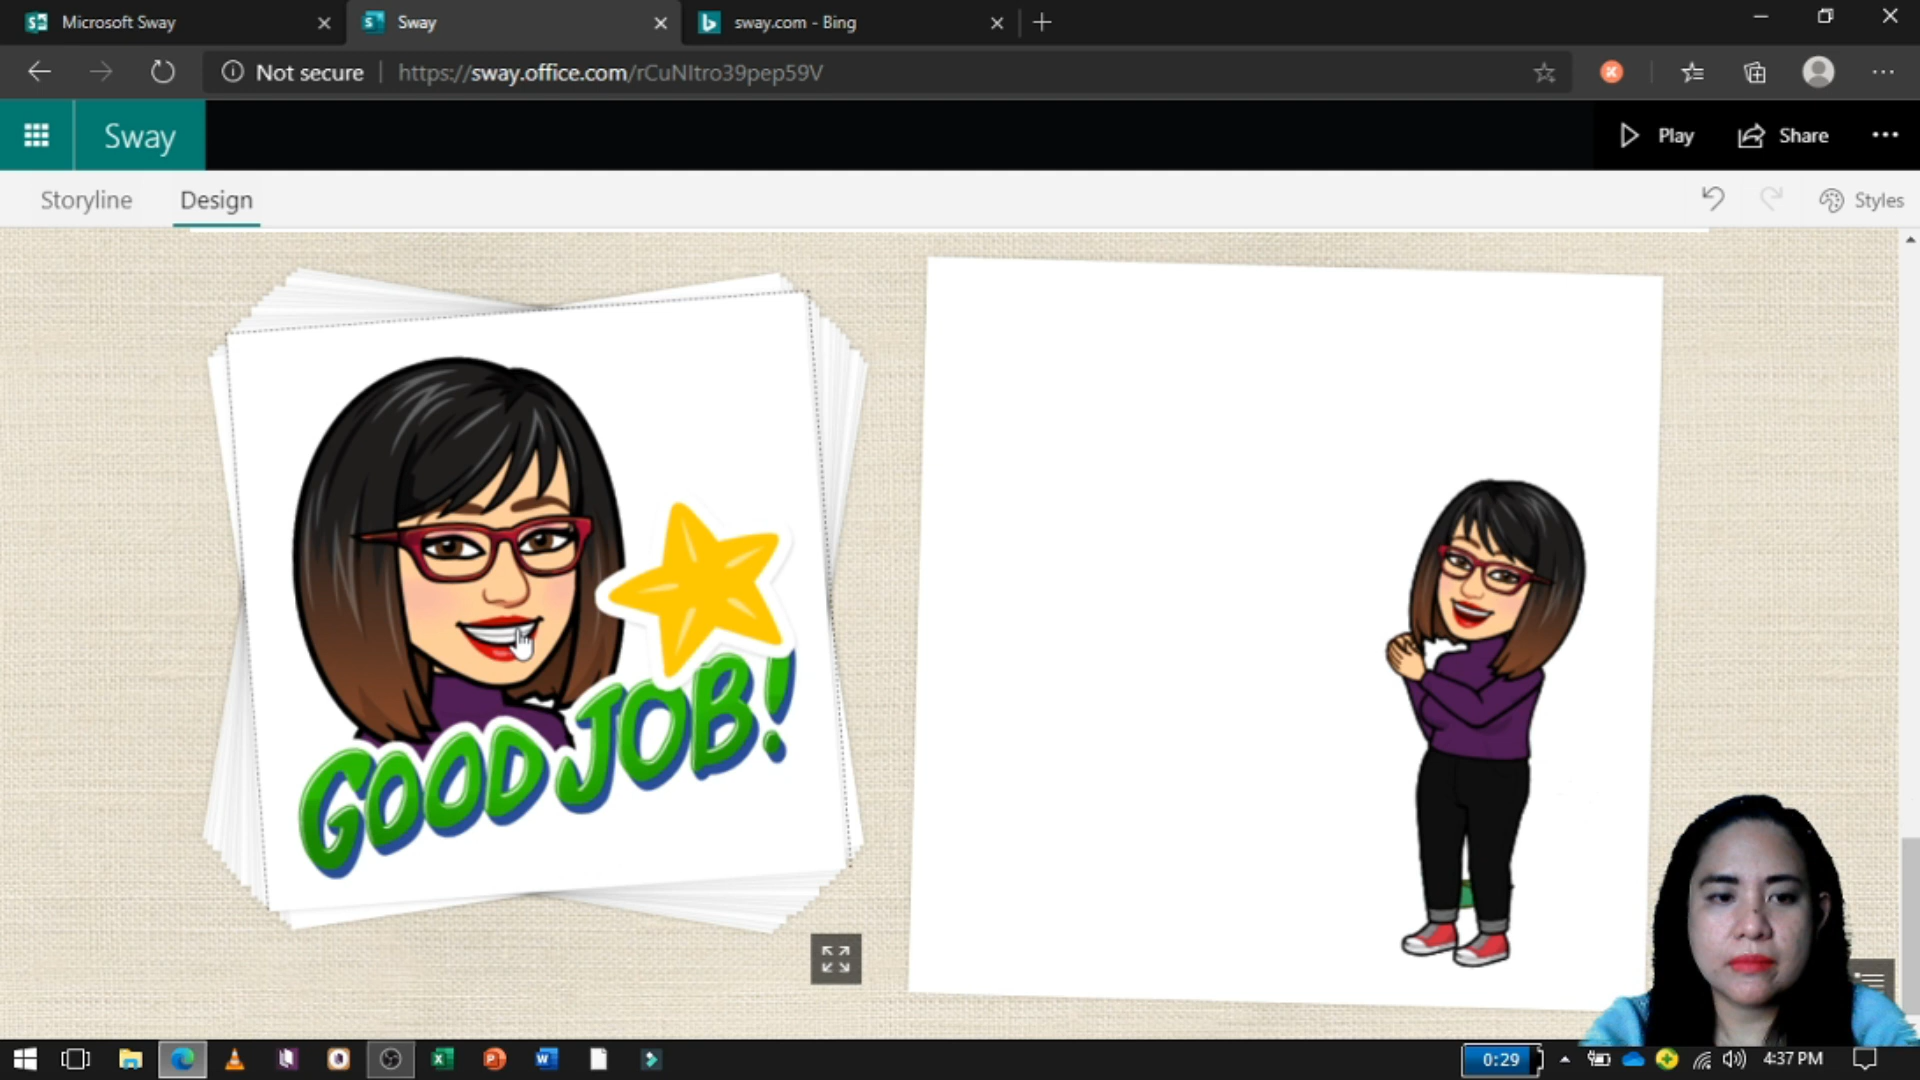 Microsoft Sway
Sway
sway.com - Bing
Not secure
https://sway.office.com/rCuNItro39pep59V
Sway
Play
Share
Storyline
Design
Styles
GOOD JOB!
0:29
4:37 PM